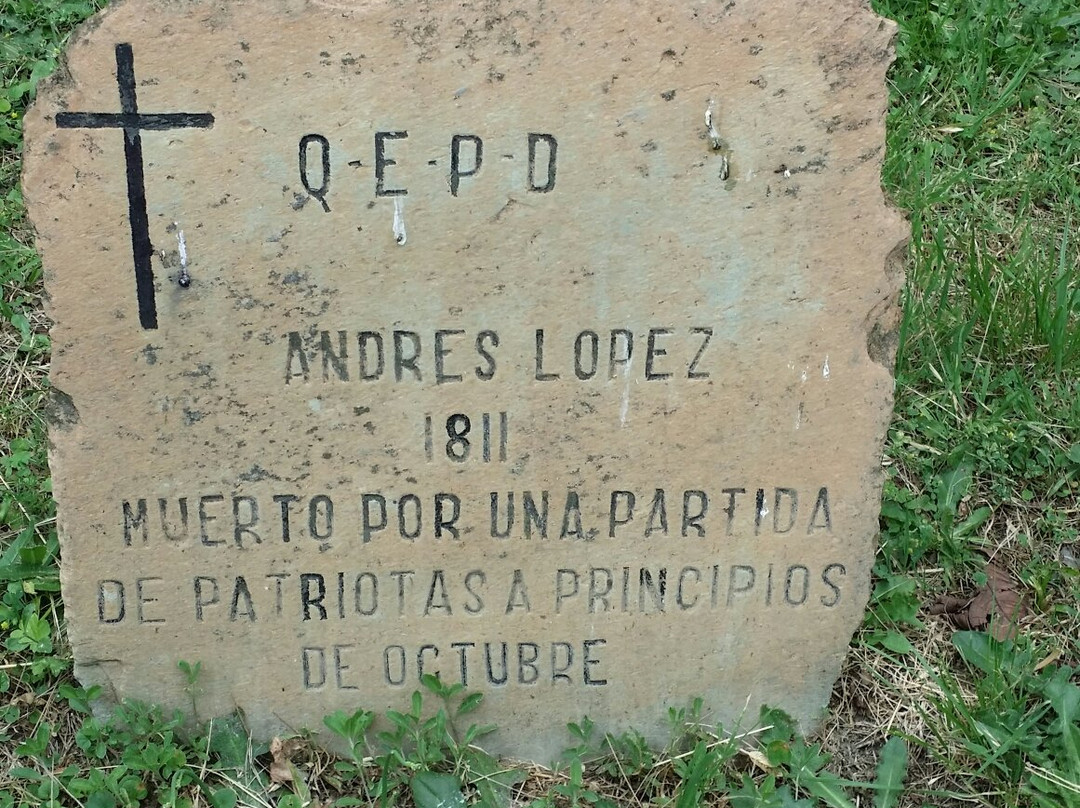 Q-E-P-D
ANDRES LOPEZ
1811
MUERTO POR UNA PARTIDA
DE PATRIOTAS A PRINCIPIOS
DE OCTUBRE